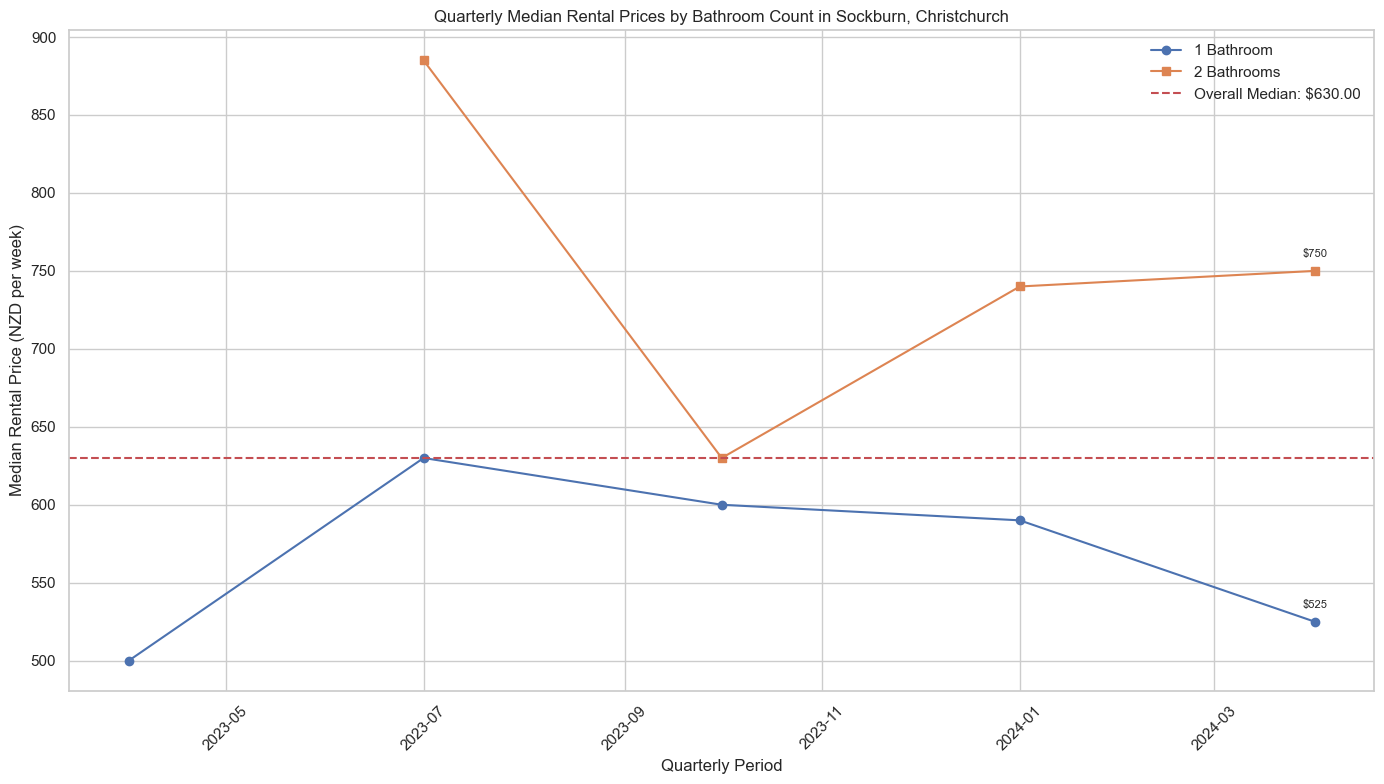 Quarterly Median Rental Prices by Bathroom Count in Sockburn, Christchurch
1 Bathroom
2 Bathrooms
Overall Median: $630.00
Median Rental Price (NZD per week)
900
850
800
750
700
650
600
550
500
$750
$525
2023-05
2023-07
2023-09
2023-11
2024-01
2024-03
Quarterly Period